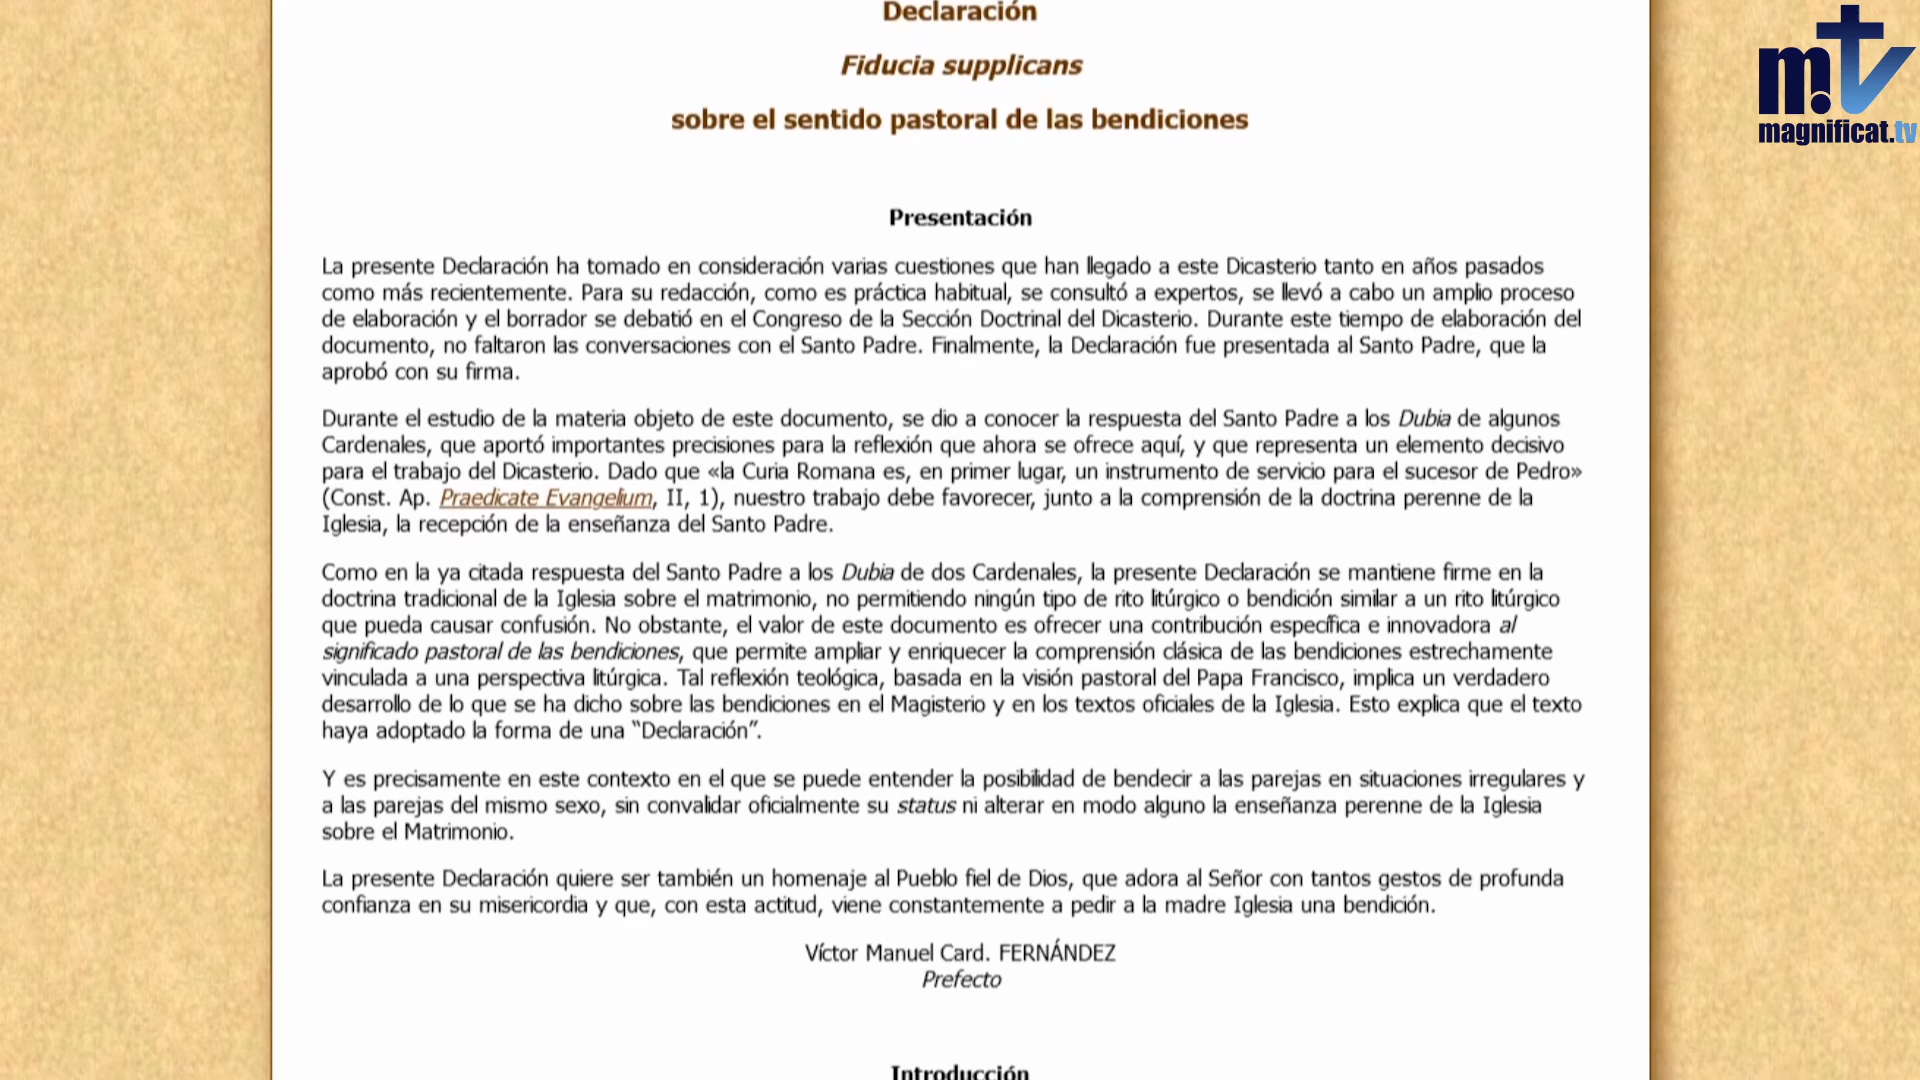 Declaración
Fiducia supplicans
sobre el sentido pastoral de las bendiciones
Presentación
La presente Declaración ha tomado en consideración varias cuestiones que han llegado a este Dicasterio tanto en años pasados
como más recientemente. Para su redacción, como es práctica habitual, se consultó a expertos, se llevó a cabo un amplio proceso
de elaboración y el borrador se debatió en el Congreso de la Sección Doctrinal del Dicasterio. Durante este tiempo de elaboración del
documento, no faltaron las conversaciones con el Santo Padre. Finalmente, la Declaración fue presentada al Santo Padre, que la
aprobó con su firma.
Durante el estudio de la materia objeto de este documento, se dio a conocer la respuesta del Santo Padre a los Dubia de algunos
Cardenales, que aportó importantes precisiones para la reflexión que ahora se ofrece aquí, y que representa un elemento decisivo
para el trabajo del Dicasterio. Dado que «la Curia Romana es, en primer lugar, un instrumento de servicio para el sucesor de Pedro»
(Const. Ap. Praedicate Evangelium, II, 1), nuestro trabajo debe favorecer, junto a la comprensión de la doctrina perenne de la
Iglesia, la recepción de la enseñanza del Santo Padre.
Como en la ya citada respuesta del Santo Padre a los Dubia de dos Cardenales, la presente Declaración se mantiene firme en la
doctrina tradicional de la Iglesia sobre el matrimonio, no permitiendo ningún tipo de rito litúrgico o bendición similar a un rito litúrgico
que pueda causar confusión. No obstante, el valor de este documento es ofrecer una contribución específica e innovadora al
significado pastoral de las bendiciones, que permite ampliar y enriquecer la comprensión clásica de las bendiciones estrechamente
vinculada a una perspectiva litúrgica. Tal reflexión teológica, basada en la visión pastoral del Papa Francisco, implica un verdadero
desarrollo de lo que se ha dicho sobre las bendiciones en el Magisterio y en los textos oficiales de la Iglesia. Esto explica que el texto
haya adoptado la forma de una “Declaración”.
Y es precisamente en este contexto en el que se puede entender la posibilidad de bendecir a las parejas en situaciones irregulares y
a las parejas del mismo sexo, sin convalidar oficialmente su status ni alterar en modo alguno la enseñanza perenne de la Iglesia
sobre el Matrimonio.
La presente Declaración quiere ser también un homenaje al Pueblo fiel de Dios, que adora al Señor con tantos gestos de profunda
confianza en su misericordia y que, con esta actitud, viene constantemente a pedir a la madre Iglesia una bendición.
Víctor Manuel Card. FERNÁNDEZ
Prefecto
Introducción
m.tv
magnificat.tv